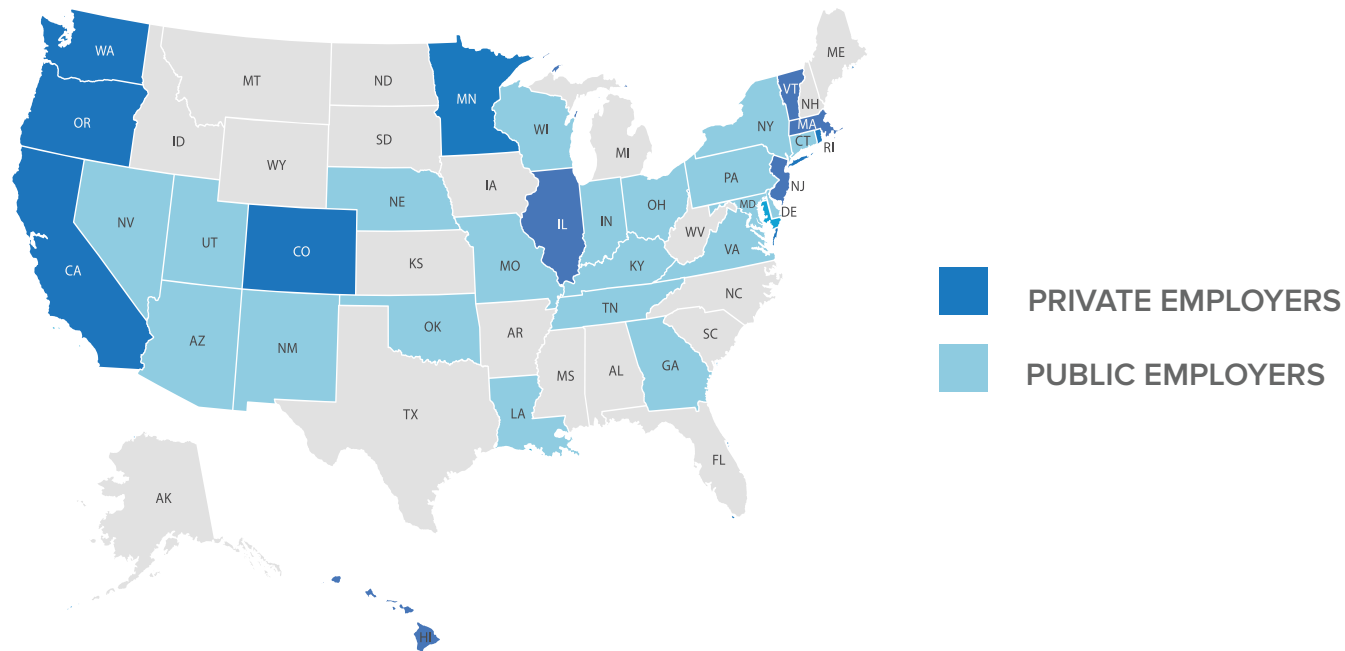 WA
MT
ND
MN
ME
VT
NH
OR
ID
SD
WI
NY
MA
CT
RI
WY
MI
IA
PA
NJ
NE
NV
UT
CO
IL
IN
OH
MD
DE
WV
VA
CA
KS
MO
KY
NC
TN
AZ
NM
OK
AR
SC
MS
AL
GA
TX
LA
FL
AK
HI
PRIVATE EMPLOYERS
PUBLIC EMPLOYERS